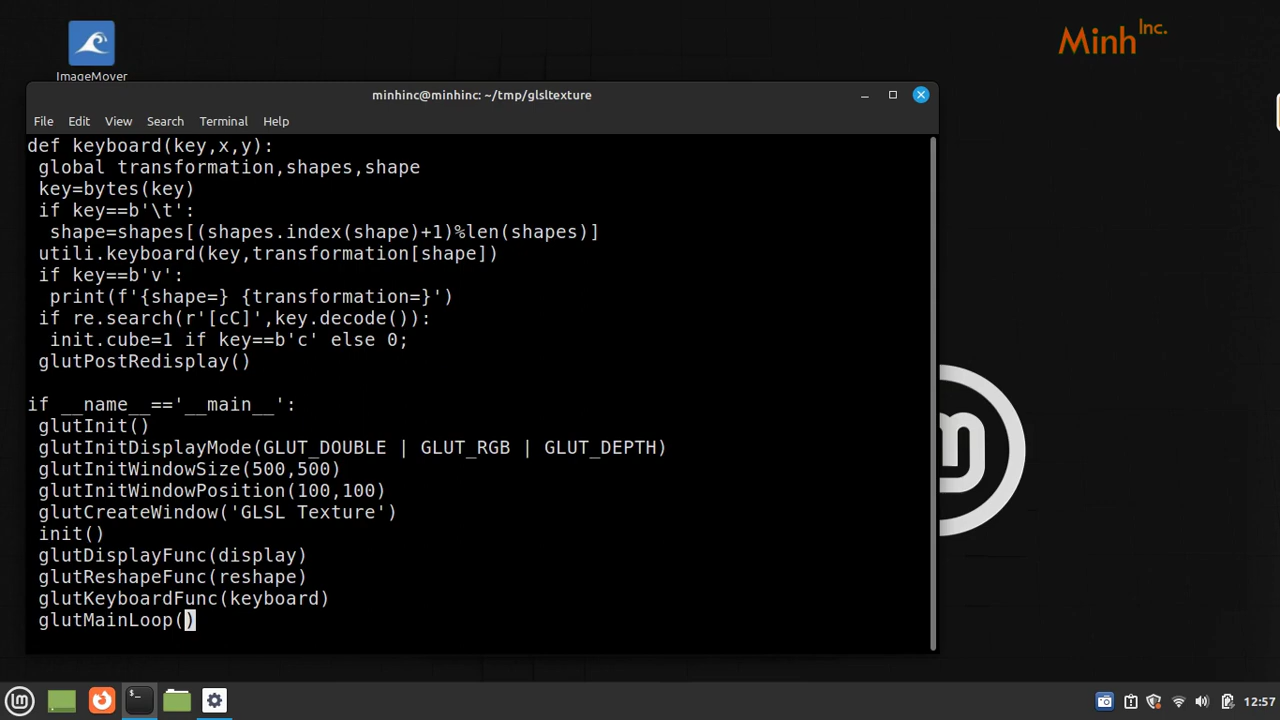 Minh Inc.
ImageMover
minhinc@minhinc: ~/tmp/glsltexture
File Edit View Search Terminal Help
def keyboard(key,x,y):
 global transformation,shapes,shape
 key=bytes(key)
 if key==b'\t':
  shape=shapes[(shapes.index(shape)+1)%len(shapes)]
 utili.keyboard(key,transformation[shape])
 if key==b'v':
  print(f'{shape=} {transformation=}')
 if re.search(r'[cC]',key.decode()):
  init.cube=1 if key==b'c' else 0;
 glutPostRedisplay()

if __name__=='__main__':
 glutInit()
 glutInitDisplayMode(GLUT_DOUBLE | GLUT_RGB | GLUT_DEPTH)
 glutInitWindowSize(500,500)
 glutInitWindowPosition(100,100)
 glutCreateWindow('GLSL Texture')
 init()
 glutDisplayFunc(display)
 glutReshapeFunc(reshape)
 glutKeyboardFunc(keyboard)
 glutMainLoop()
12:57